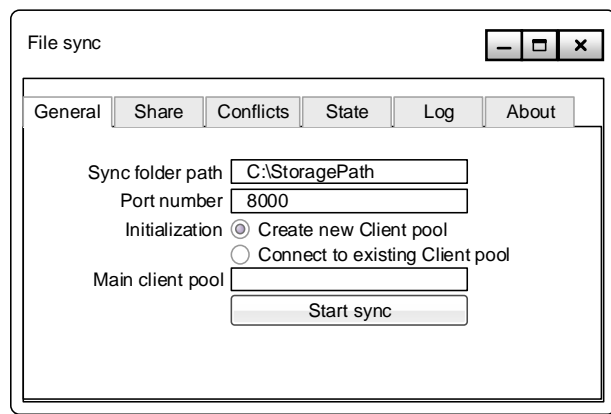 File sync
General Share Conflicts State Log About
Sync folder path C:\StoragePath
Port number 8000
Initialization Create new Client pool
Connect to existing Client pool
Main client pool
Start sync